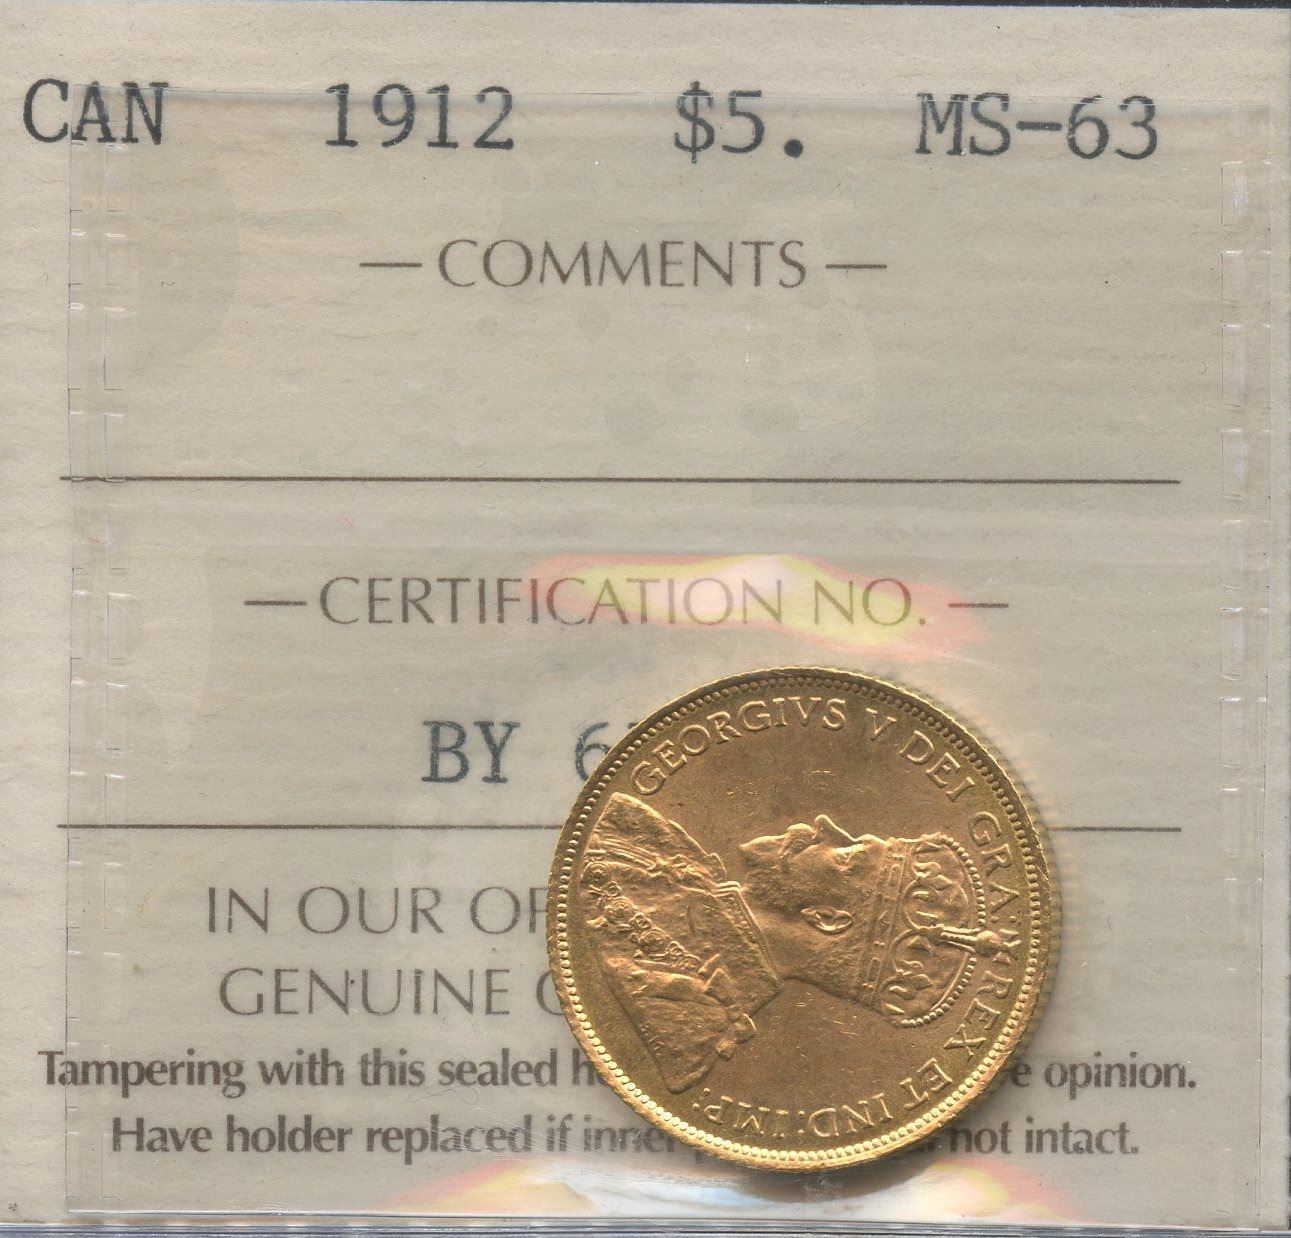 CAN 1912 $5. MS-63
— COMMENTS —
— CERTIFICATION NO. —
BY 6
IN OUR OP
GENUINE
Tampering with this sealed h e opinion.
Have holder replaced if inner not intact.
GEORGIVS V DEI GRA: REX ET IND: IMP: